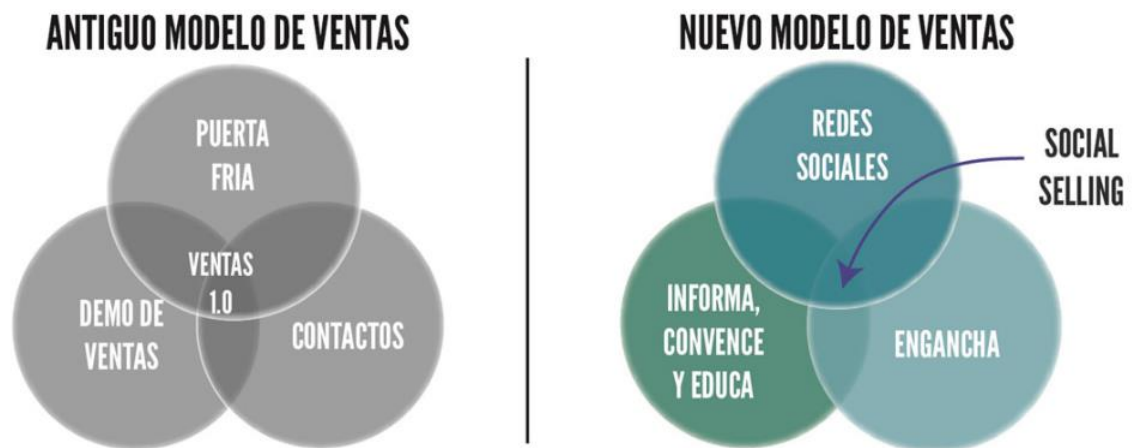 ANTIGUO MODELO DE VENTAS
PUERTA
FRIA
VENTAS
1.0
DEMO DE
VENTAS
CONTACTOS
NUEVO MODELO DE VENTAS
REDES
SOCIALES
SOCIAL
SELLING
INFORMA,
CONVENCE
Y EDUCA
ENGANCHA